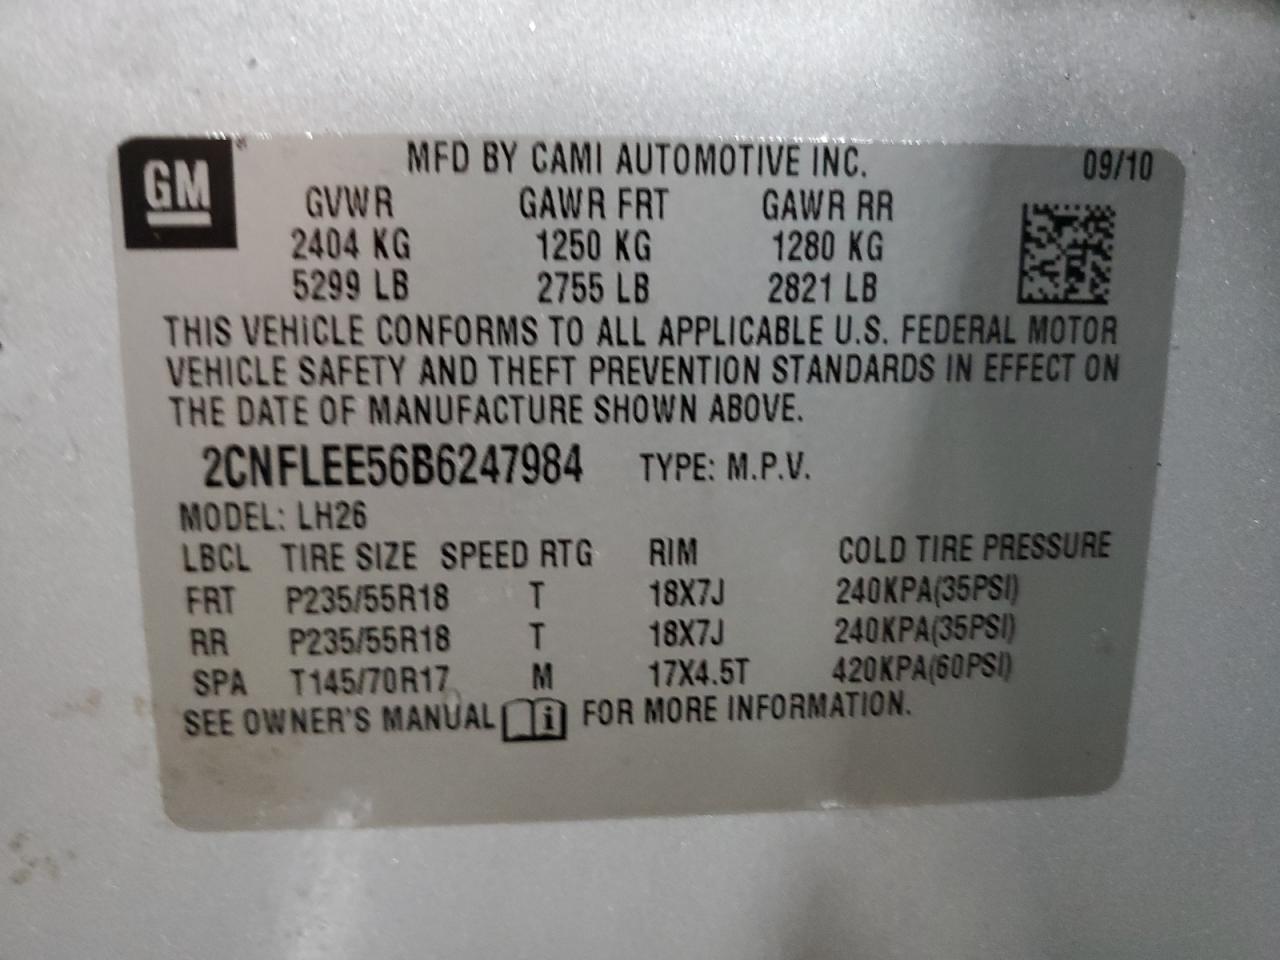 GM
MFD BY CAMI AUTOMOTIVE INC. 09/10
GVWR GAWR FRT GAWR RR
2404 KG 1250 KG 1280 KG
5299 LB 2755 LB 2821 LB
THIS VEHICLE CONFORMS TO ALL APPLICABLE U.S. FEDERAL MOTOR
VEHICLE SAFETY AND THEFT PREVENTION STANDARDS IN EFFECT ON
THE DATE OF MANUFACTURE SHOWN ABOVE.
2CNFLEE56B6247984 TYPE: M.P.V.
MODEL: LH26
LBCL TIRE SIZE SPEED RTG RIM COLD TIRE PRESSURE
FRT P235/55R18 T 18X7J 240KPA(35PSI)
RR P235/55R18 T 18X7J 240KPA(35PSI)
SPA T145/70R17 M 17X4.5T 420KPA(60PSI)
SEE OWNER'S MANUAL i FOR MORE INFORMATION.